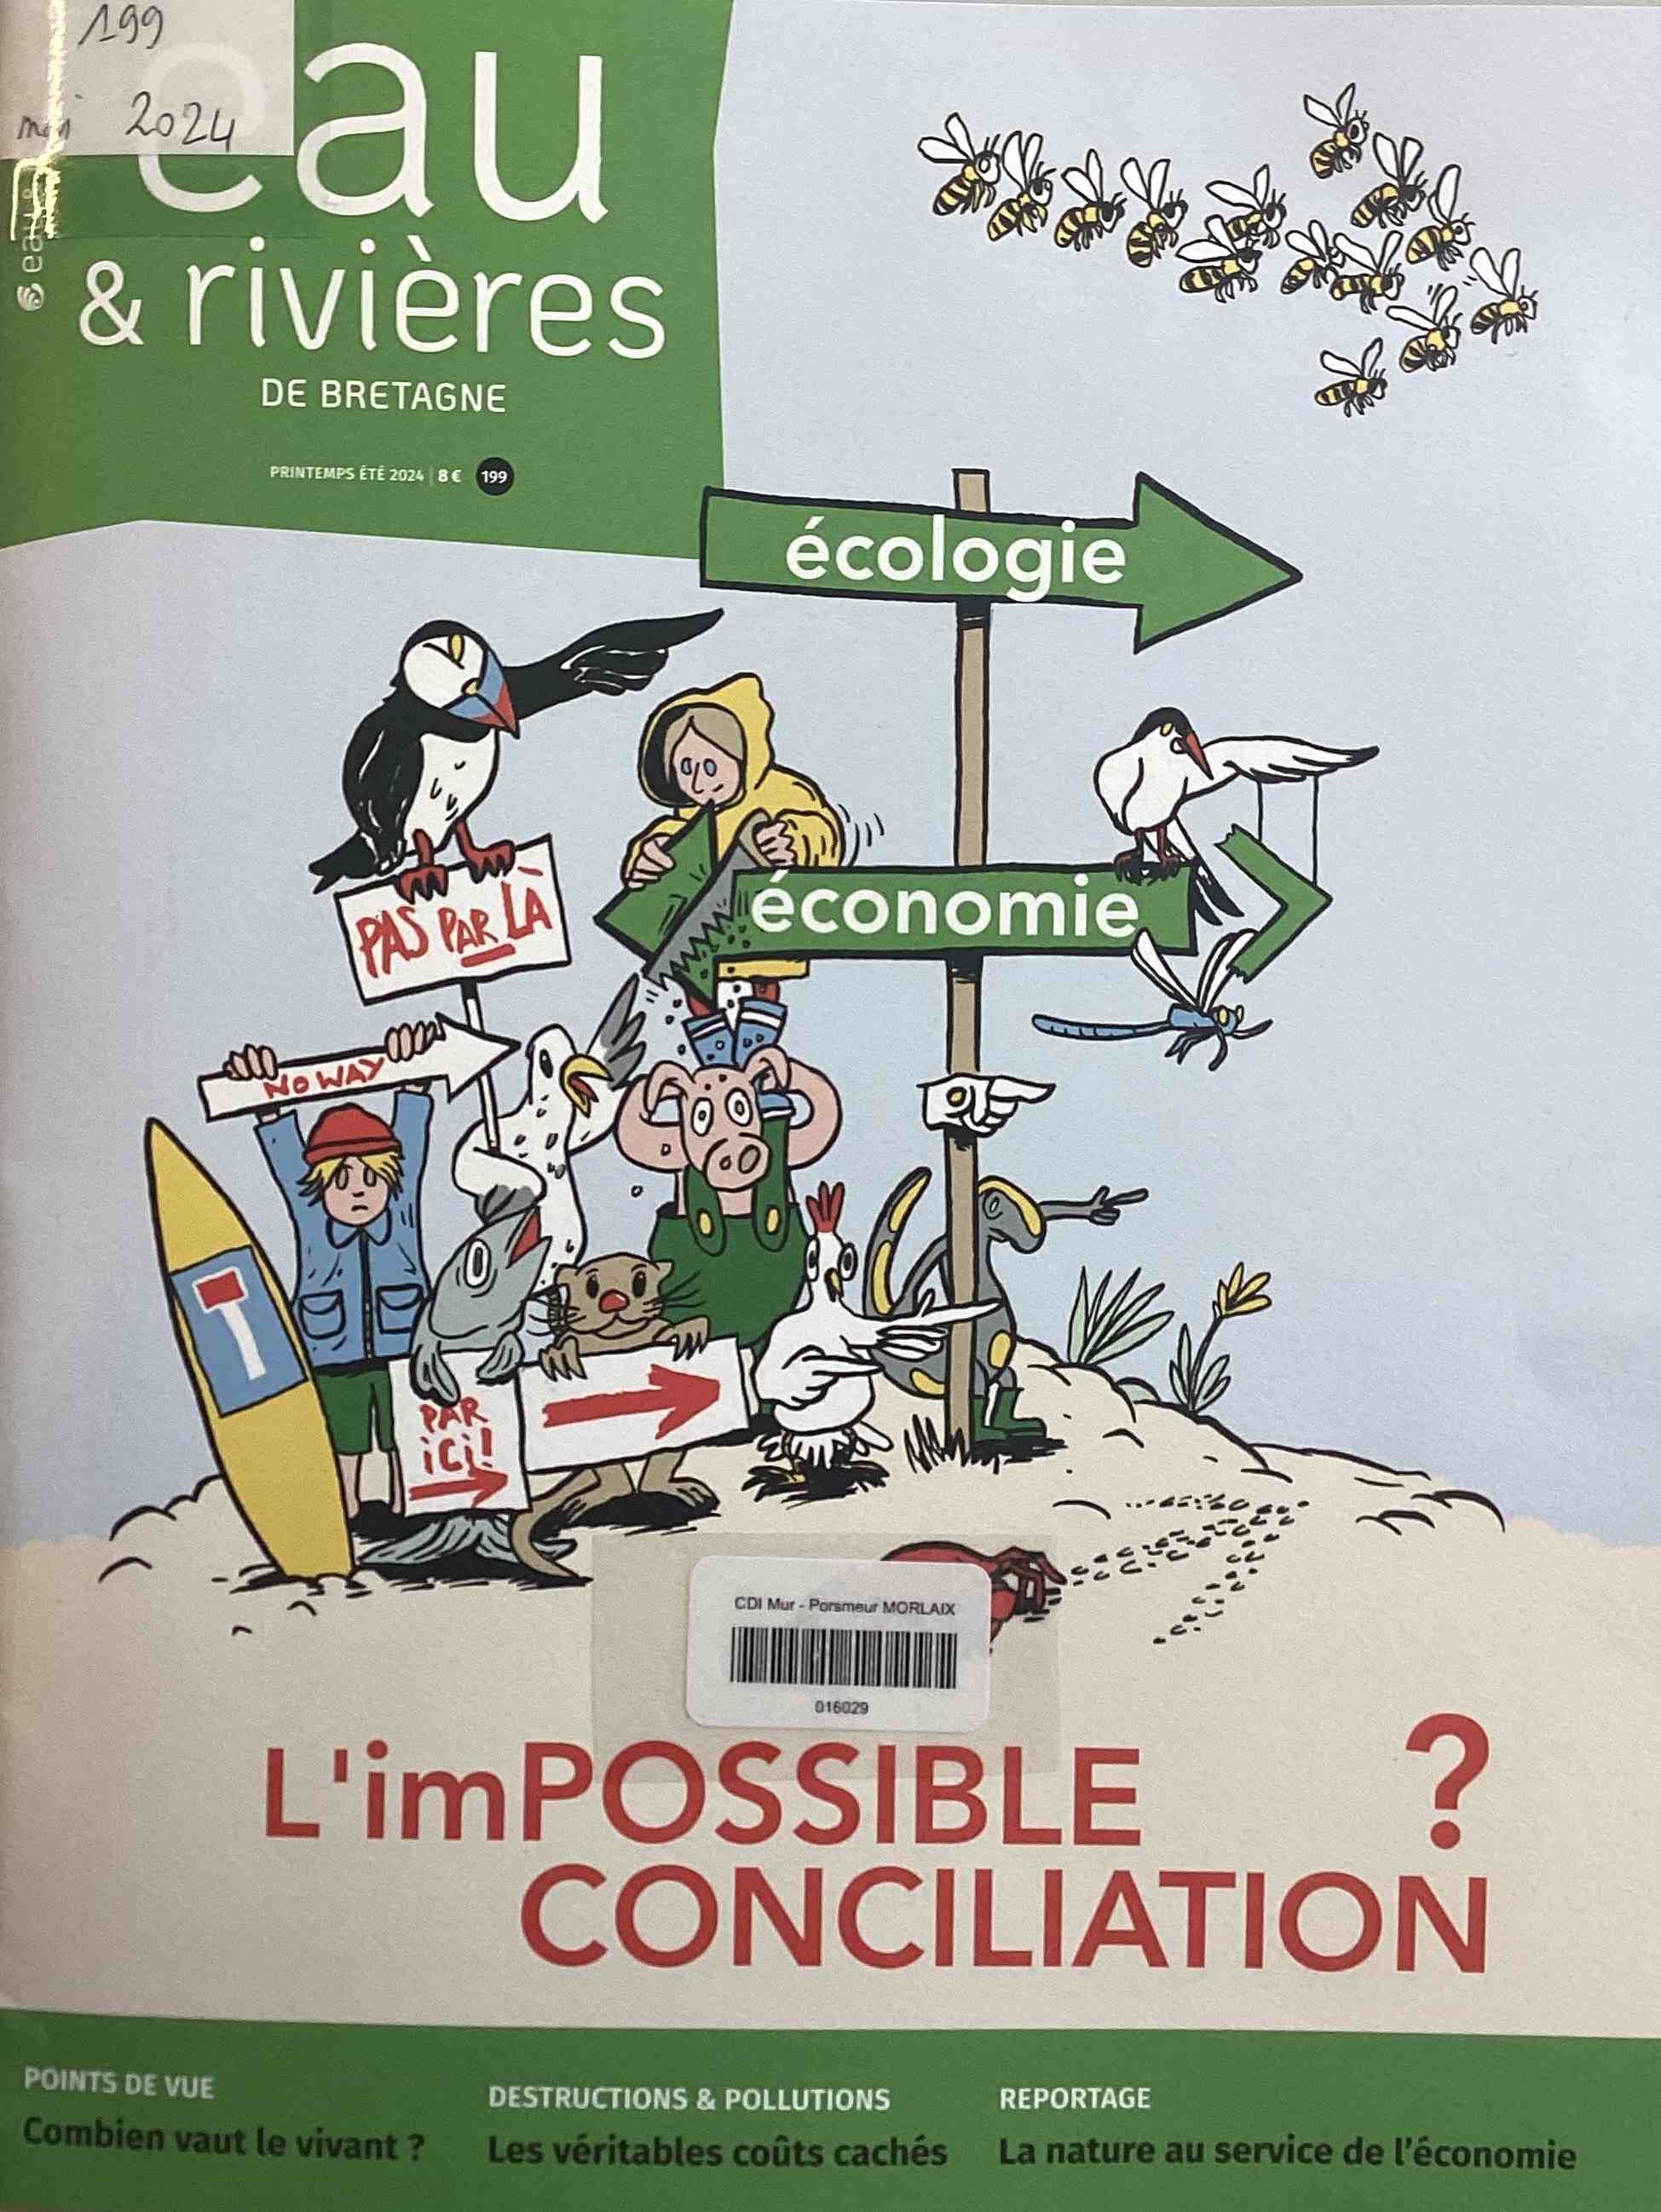 199
mai 2024
eau
& rivières
DE BRETAGNE
PRINTEMPS ÉTÉ 2024 | 8 € 199
écologie
économie
PAS PAR LÀ
NO WAY
PAR
ici!
CDI Mur - Porsmeur MORLAIX
016029
L'imPOSSIBLE ?
CONCILIATION
POINTS DE VUE
Combien vaut le vivant ?
DESTRUCTIONS & POLLUTIONS
Les véritables coûts cachés
REPORTAGE
La nature au service de l'économie